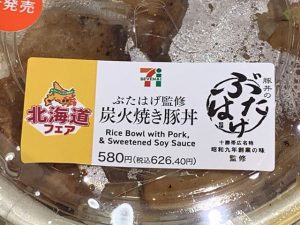 発売
北海道
フェア
7
SEVEN&i
ぶたはげ監修
炭火焼き豚丼
Rice Bowl with Pork,
& Sweetened Soy Sauce
580円(税込626.40円)
豚丼の
ぶたはげ
十勝帯広名物
昭和九年創業の味
監修